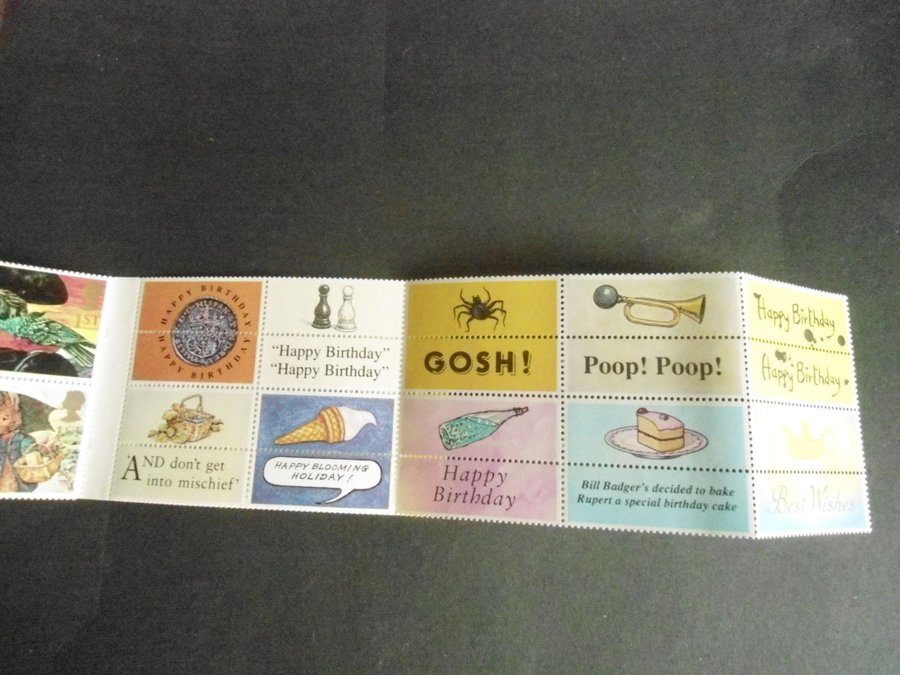 1ST
HAPPY BIRTHDAY
HAPPY BIRTHDAY
"Happy Birthday"
"Happy Birthday"
GOSH!
Poop! Poop!
Happy Birthday
Happy Birthday
AND don't get
into mischief'
HAPPY BLOOMING
HOLIDAY!
Happy
Birthday
Bill Badger's decided to bake
Rupert a special birthday cake
Best Wishes